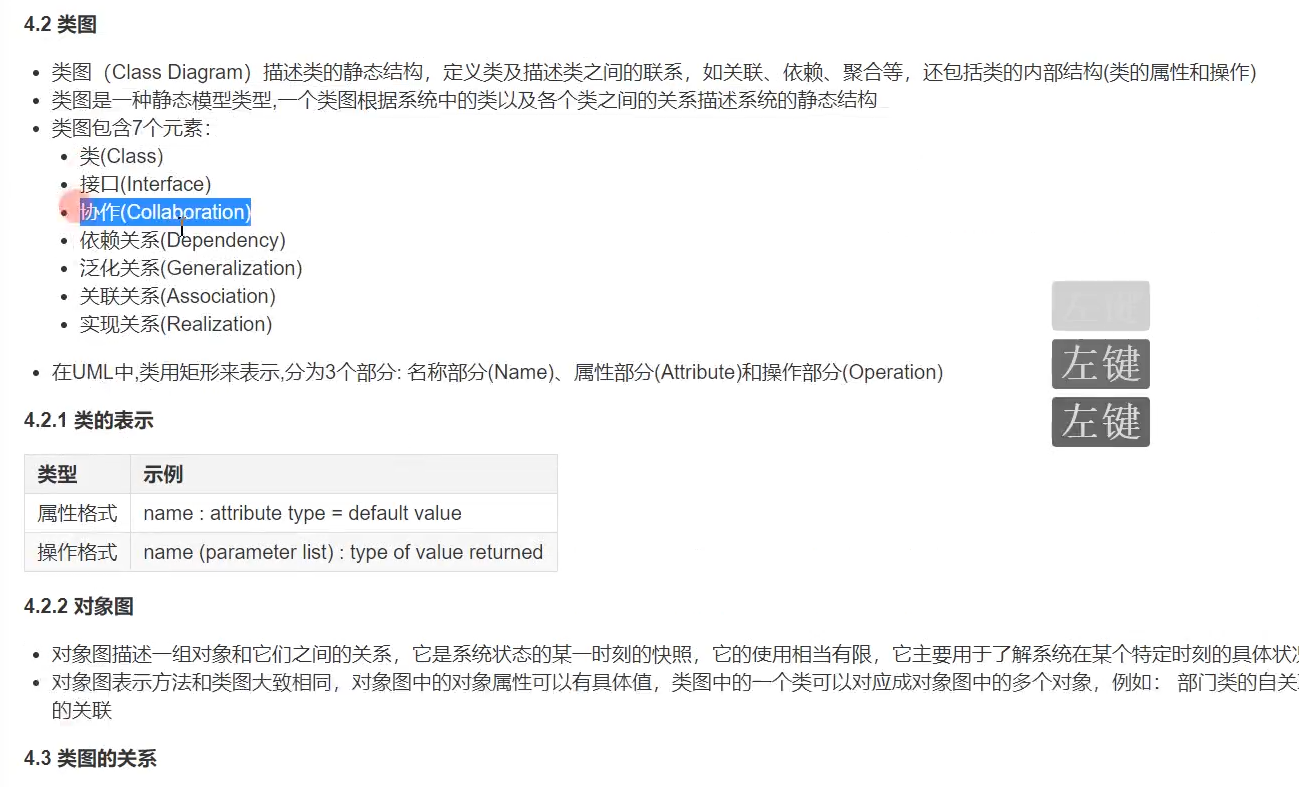 4.2 类图
类图（Class Diagram）描述类的静态结构，定义类及描述类之间的联系，如关联、依赖、聚合等，还包括类的内部结构(类的属性和操作)
类图是一种静态模型类型,一个类图根据系统中的类以及各个类之间的关系描述系统的静态结构
类图包含7个元素：
类(Class)
接口(Interface)
协作(Collaboration)
依赖关系(Dependency)
泛化关系(Generalization)
关联关系(Association)
实现关系(Realization)
左键
左键
左键
在UML中,类用矩形来表示,分为3个部分: 名称部分(Name)、属性部分(Attribute)和操作部分(Operation)
4.2.1 类的表示
类型 示例
属性格式 name : attribute type = default value
操作格式 name (parameter list) : type of value returned
4.2.2 对象图
对象图描述一组对象和它们之间的关系，它是系统状态的某一时刻的快照，它的使用相当有限，它主要用于了解系统在某个特定时刻的具体状
对象图表示方法和类图大致相同，对象图中的对象属性可以有具体值，类图中的一个类可以对应成对象图中的多个对象，例如： 部门类的自关
的关联
4.3 类图的关系